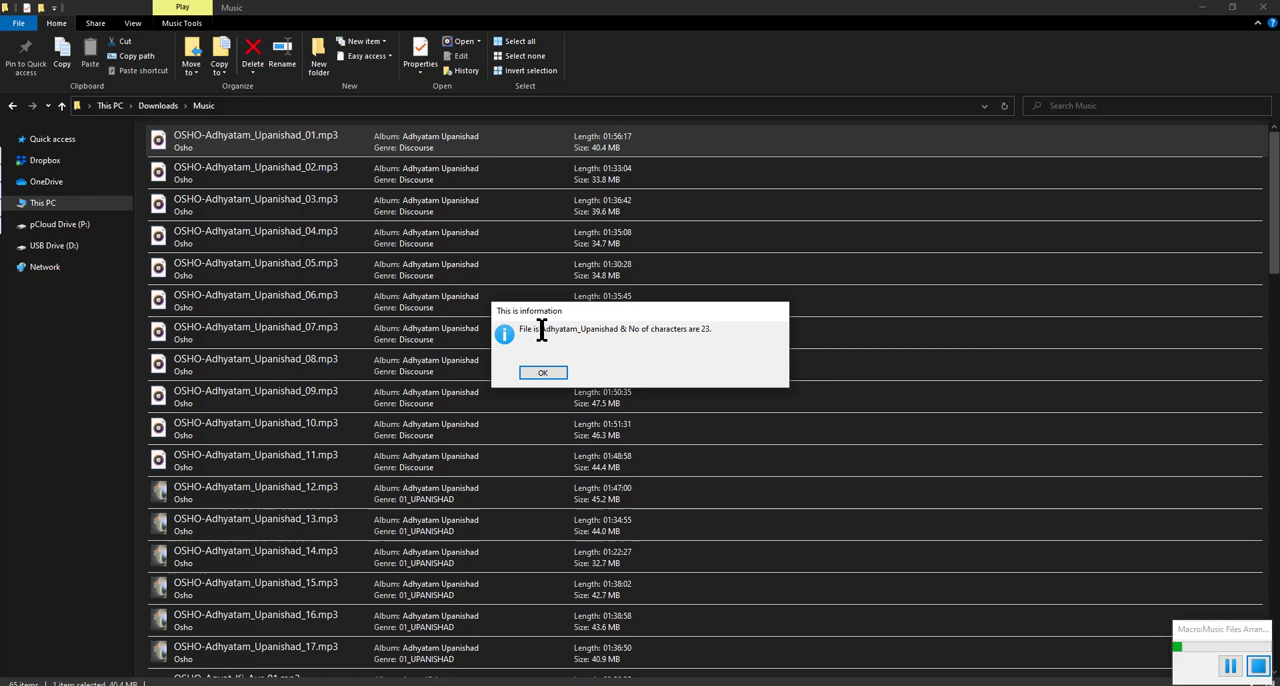 Play
Music
File
Home
Share
View
Music Tools
Pin to Quick access
Copy
Paste
Cut
Copy path
Paste shortcut
Clipboard
Move to
Copy to
Delete
Rename
Organize
New folder
New item
Easy access
New
Properties
Open
Edit
History
Open
Select all
Select none
Invert selection
Select
This PC
Downloads
Music
Search Music
Quick access
Dropbox
OneDrive
This PC
pCloud Drive (P:)
USB Drive (D:)
Network
OSHO-Adhyatam_Upanishad_01.mp3 Album: Adhyatam Upanishad Length: 01:56:17
Osho Genre: Discourse Size: 40.4 MB
OSHO-Adhyatam_Upanishad_02.mp3 Album: Adhyatam Upanishad Length: 01:33:04
Osho Genre: Discourse Size: 33.8 MB
OSHO-Adhyatam_Upanishad_03.mp3 Album: Adhyatam Upanishad Length: 01:36:42
Osho Genre: Discourse Size: 39.6 MB
OSHO-Adhyatam_Upanishad_04.mp3 Album: Adhyatam Upanishad Length: 01:35:08
Osho Genre: Discourse Size: 34.7 MB
OSHO-Adhyatam_Upanishad_05.mp3 Album: Adhyatam Upanishad Length: 01:30:28
Osho Genre: Discourse Size: 34.8 MB
OSHO-Adhyatam_Upanishad_06.mp3 Album: Adhyatam Upanishad Length: 01:35:45
Osho Genre: Discourse
OSHO-Adhyatam_Upanishad_07.mp3 Album: Adhyatam Upanishad
Osho Genre: Discourse
OSHO-Adhyatam_Upanishad_08.mp3 Album: Adhyatam Upanishad
Osho Genre: Discourse
OSHO-Adhyatam_Upanishad_09.mp3 Album: Adhyatam Upanishad Length: 01:50:35
Osho Genre: Discourse Size: 47.5 MB
OSHO-Adhyatam_Upanishad_10.mp3 Album: Adhyatam Upanishad Length: 01:51:31
Osho Genre: Discourse Size: 46.3 MB
OSHO-Adhyatam_Upanishad_11.mp3 Album: Adhyatam Upanishad Length: 01:48:58
Osho Genre: Discourse Size: 44.4 MB
OSHO-Adhyatam_Upanishad_12.mp3 Album: Adhyatam Upanishad Length: 01:47:00
Osho Genre: 01_UPANISHAD Size: 45.2 MB
OSHO-Adhyatam_Upanishad_13.mp3 Album: Adhyatam Upanishad Length: 01:34:55
Osho Genre: 01_UPANISHAD Size: 44.0 MB
OSHO-Adhyatam_Upanishad_14.mp3 Album: Adhyatam Upanishad Length: 01:22:27
Osho Genre: 01_UPANISHAD Size: 32.7 MB
OSHO-Adhyatam_Upanishad_15.mp3 Album: Adhyatam Upanishad Length: 01:38:02
Osho Genre: 01_UPANISHAD Size: 42.7 MB
OSHO-Adhyatam_Upanishad_16.mp3 Album: Adhyatam Upanishad Length: 01:38:58
Osho Genre: 01_UPANISHAD Size: 43.6 MB
OSHO-Adhyatam_Upanishad_17.mp3 Album: Adhyatam Upanishad Length: 01:36:50
Osho Genre: 01_UPANISHAD Size: 40.9 MB
This is information
File is Adhyatam_Upanishad & No of characters are 23.
OK
Macro:Music Files Arran...
65 items 1 item selected 40.4 MB